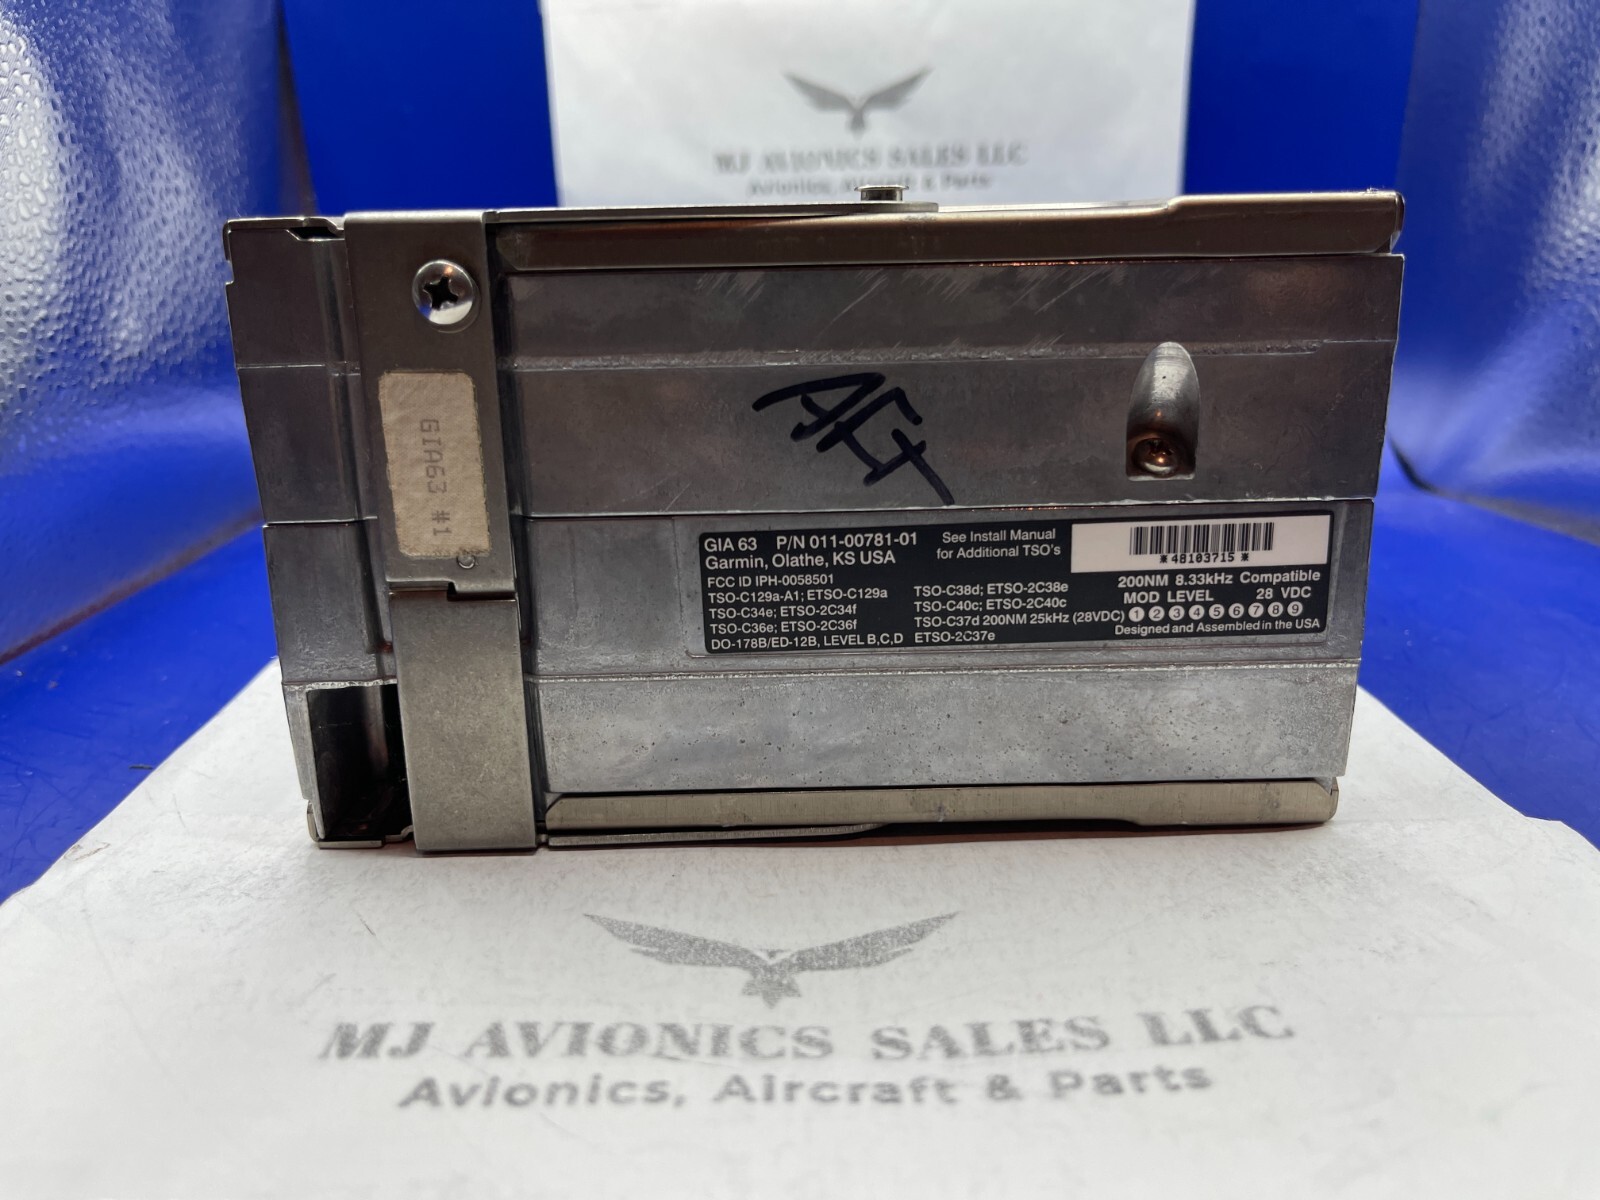 MJ AVIONICS SALES LLC
Avionics, Aircraft & Parts
GIA63 #1
AFT
GIA 63 P/N 011-00781-01
Garmin, Olathe, KS USA
See Install Manual
for Additional TSO's
*48103715*
FCC ID IPH-0058501
TSO-C129a-A1; ETSO-C129a
TSO-C34e; ETSO-2C34f
TSO-C36e; ETSO-2C36f
DO-178B/ED-12B, LEVEL B,C,D
TSO-C38d; ETSO-2C38e
TSO-C40c; ETSO-2C40c
TSO-C37d 200NM 25kHz (28VDC)
ETSO-2C37e
200NM 8.33kHz Compatible
MOD LEVEL 28 VDC
1 2 3 4 5 6 7 8 9
Designed and Assembled in the USA
MJ AVIONICS SALES LLC
Avionics, Aircraft & Parts